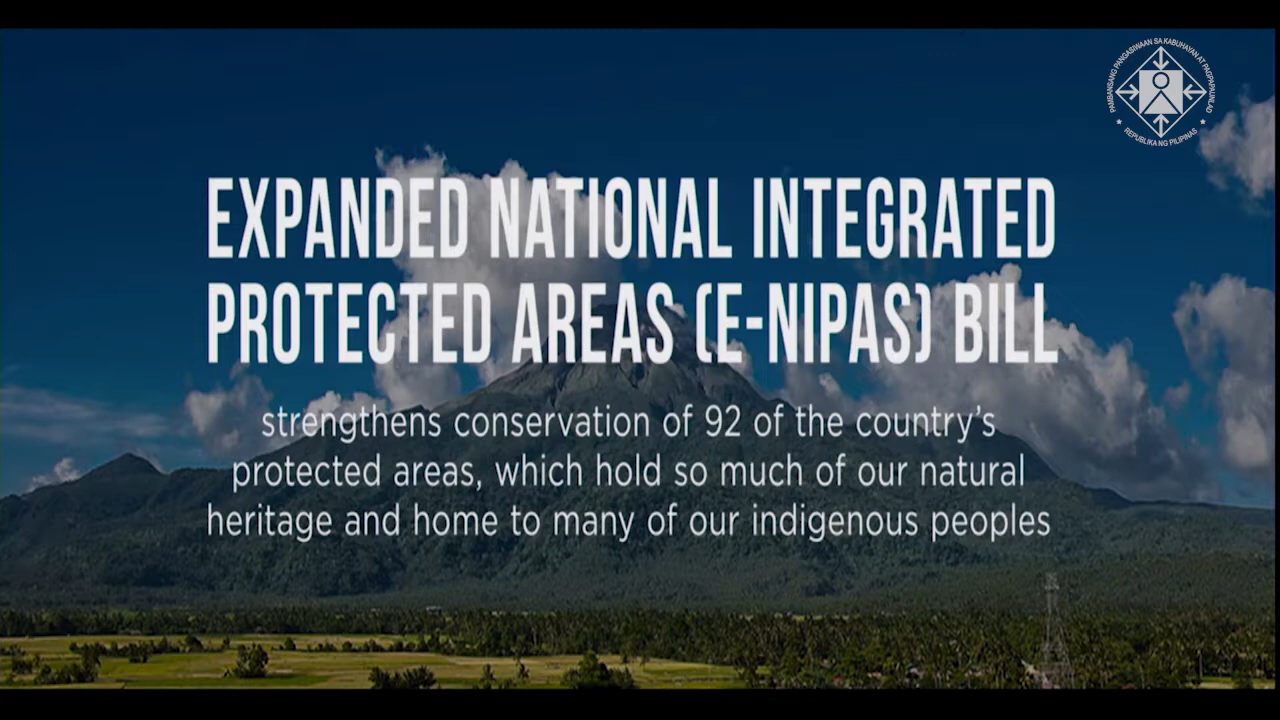 PAMBANSANG PANGASIWAAN SA KABUHAYAN AT PAGPAPAUNLAD
REPUBLIKA NG PILIPINAS
EXPANDED NATIONAL INTEGRATED
PROTECTED AREAS (E-NIPAS) BILL
strengthens conservation of 92 of the country's
protected areas, which hold so much of our natural
heritage and home to many of our indigenous peoples